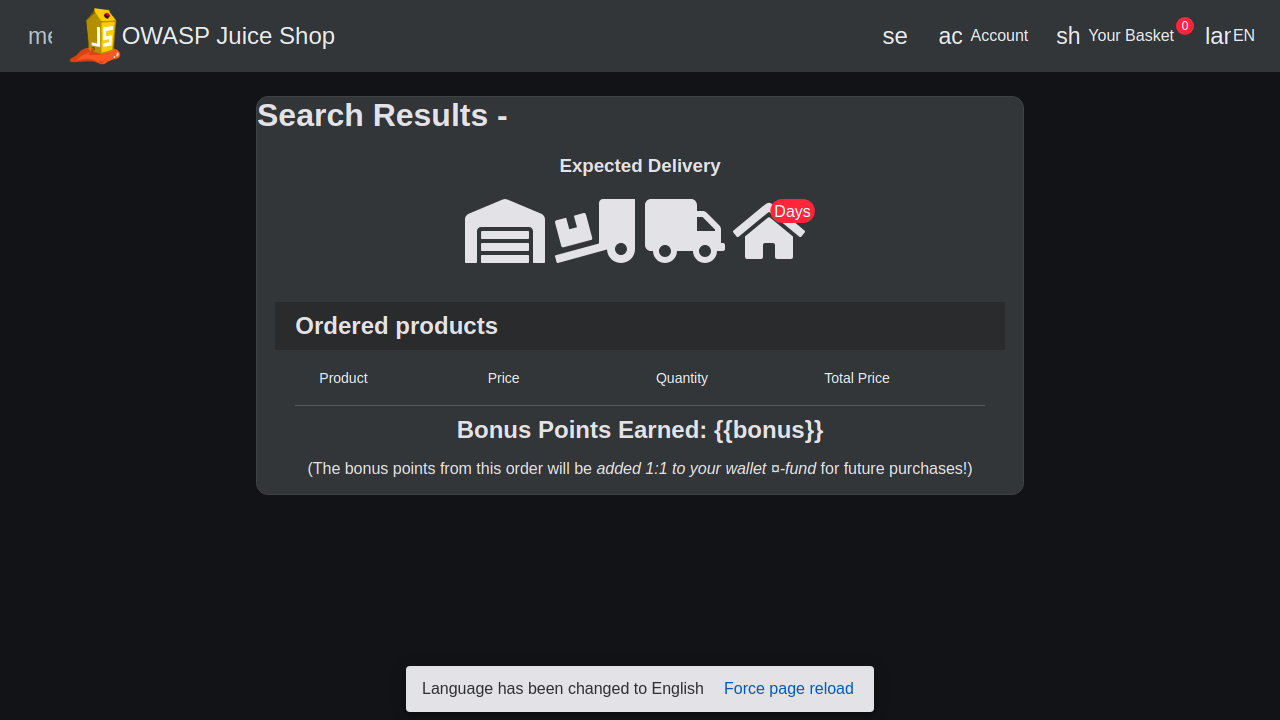 me
OWASP Juice Shop
se
ac Account
sh Your Basket 0
lar EN
Search Results -
Expected Delivery
Days
Ordered products
Product Price Quantity Total Price
Bonus Points Earned: {{bonus}}
(The bonus points from this order will be added 1:1 to your wallet ¤-fund for future purchases!)
Language has been changed to English Force page reload